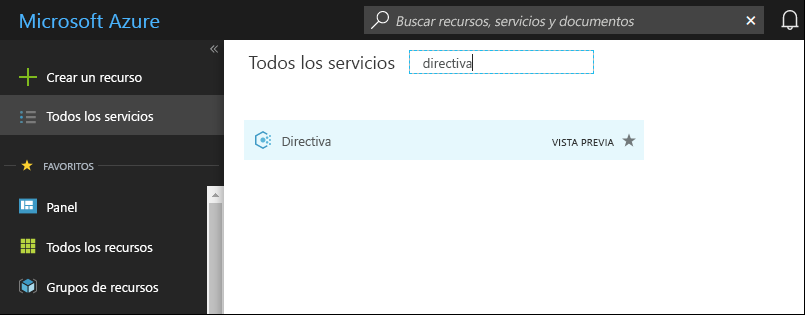 Microsoft Azure
Buscar recursos, servicios y documentos
Crear un recurso
Todos los servicios
FAVORITOS
Panel
Todos los recursos
Grupos de recursos
Todos los servicios
directiva
Directiva
VISTA PREVIA